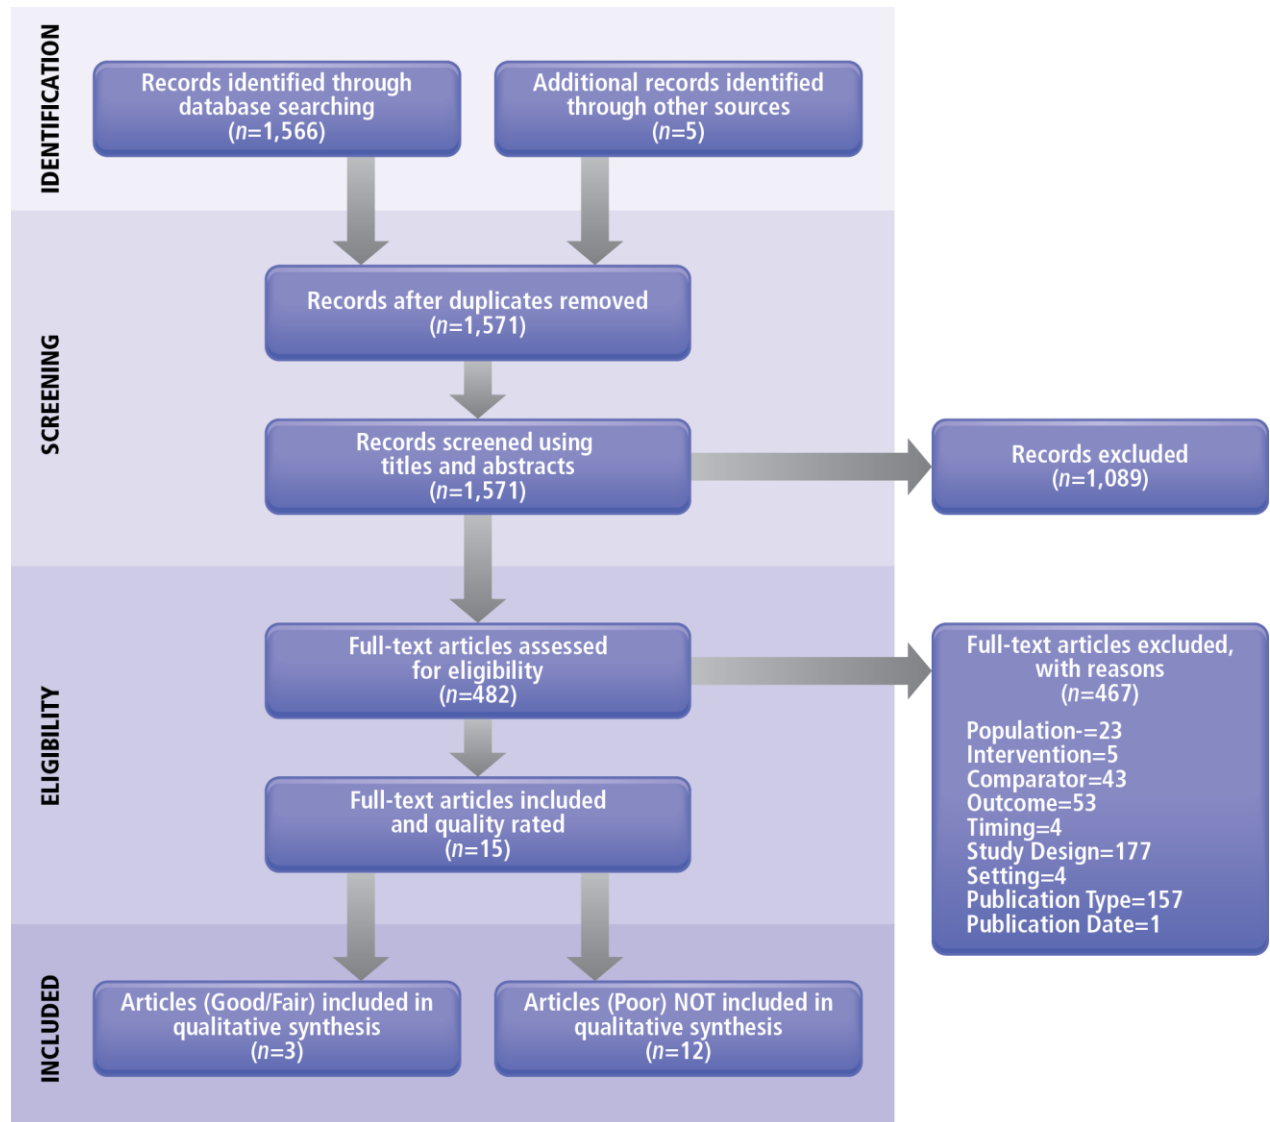 IDENTIFICATION
Records identified through
database searching
(n=1,566)
Additional records identified
through other sources
(n=5)
SCREENING
Records after duplicates removed
(n=1,571)
Records screened using
titles and abstracts
(n=1,571)
Records excluded
(n=1,089)
ELIGIBILITY
Full-text articles assessed
for eligibility
(n=482)
Full-text articles excluded,
with reasons
(n=467)
Population-=23
Intervention=5
Comparator=43
Outcome=53
Timing=4
Study Design=177
Setting=4
Publication Type=157
Publication Date=1
Full-text articles included
and quality rated
(n=15)
INCLUDED
Articles (Good/Fair) included in
qualitative synthesis
(n=3)
Articles (Poor) NOT included in
qualitative synthesis
(n=12)